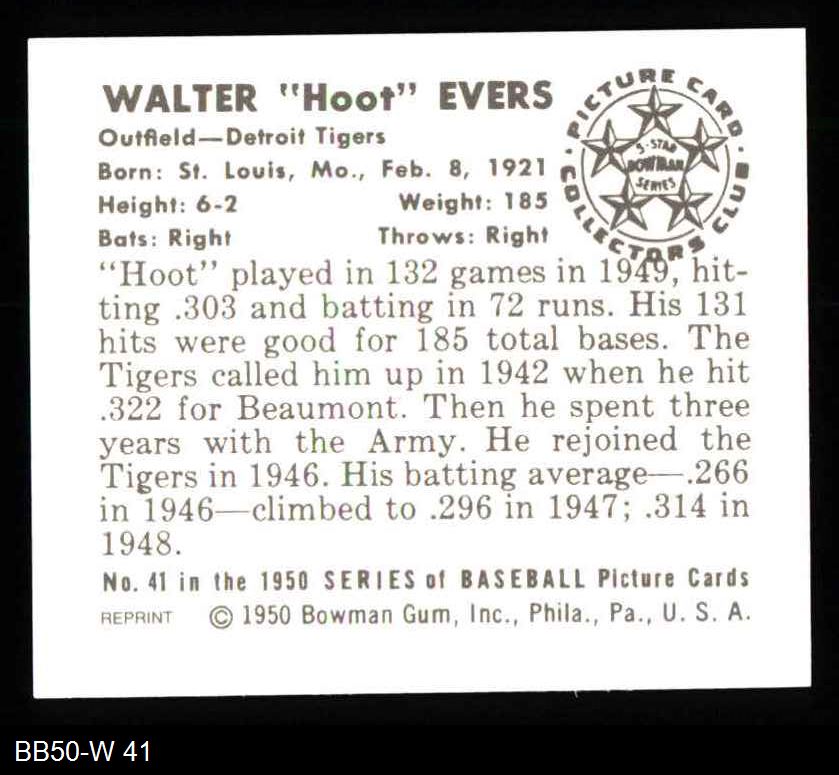 WALTER "Hoot" EVERS
Outfield—Detroit Tigers
Born: St. Louis, Mo., Feb. 8, 1921
Height: 6-2 Weight: 185
Bats: Right Throws: Right
PICTURE CARD
COLLECTORS CLUB
5-STAR
BOWMAN
SERIES
"Hoot" played in 132 games in 1949, hit-
ting .303 and batting in 72 runs. His 131
hits were good for 185 total bases. The
Tigers called him up in 1942 when he hit
.322 for Beaumont. Then he spent three
years with the Army. He rejoined the
Tigers in 1946. His batting average—.266
in 1946—climbed to .296 in 1947; .314 in
1948.
No. 41 in the 1950 SERIES of BASEBALL Picture Cards
REPRINT © 1950 Bowman Gum, Inc., Phila., Pa., U. S. A.
BB50-W 41